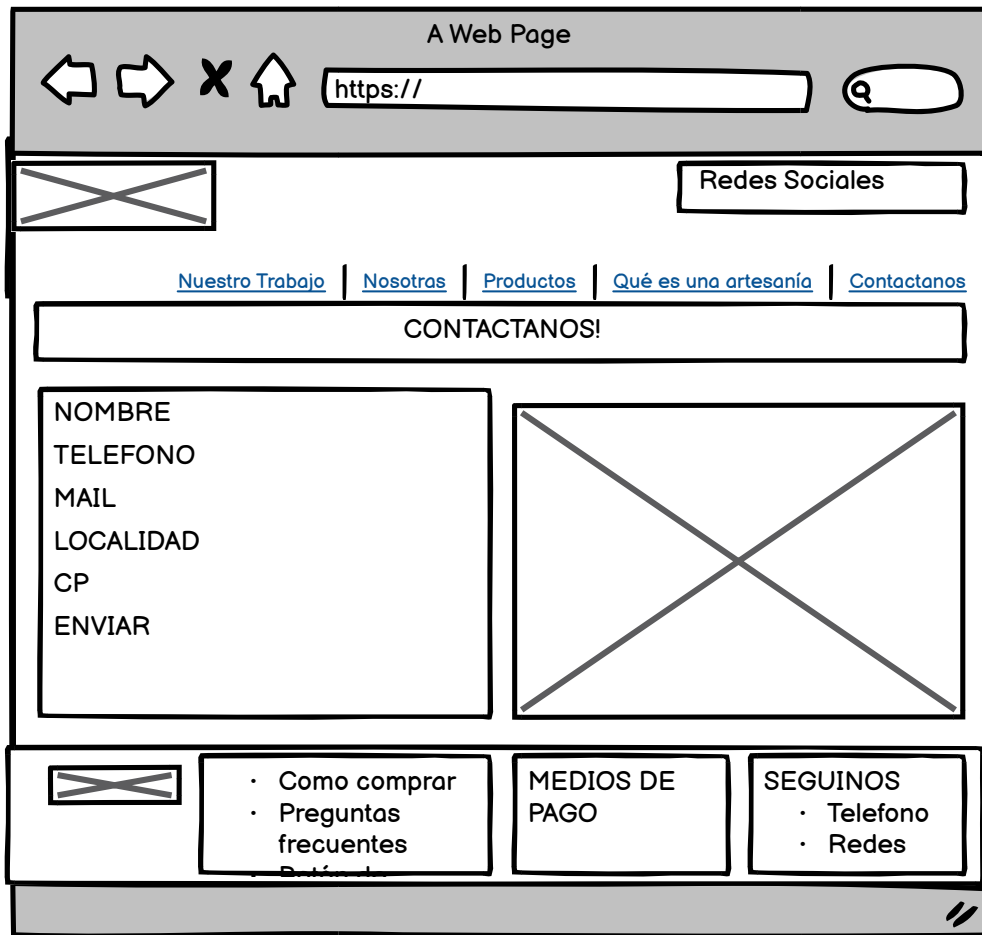 A Web Page
https://
Redes Sociales
Nuestro Trabajo
Nosotras
Productos
Qué es una artesanía
Contactanos
CONTACTANOS!
NOMBRE
TELEFONO
MAIL
LOCALIDAD
CP
ENVIAR
· Como comprar
· Preguntas
frecuentes
MEDIOS DE
PAGO
SEGUINOS
· Telefono
· Redes